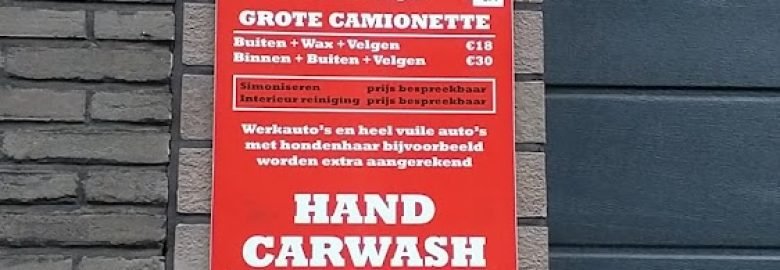 GROTE CAMIONETTE
Buiten + Wax + Velgen €18
Binnen + Buiten + Velgen €30
Simoniseren prijs bespreekbaar
Interieur reiniging prijs bespreekbaar
Werkauto's en heel vuile auto's
met hondenhaar bijvoorbeeld
worden extra aangerekend
HAND
CARWASH